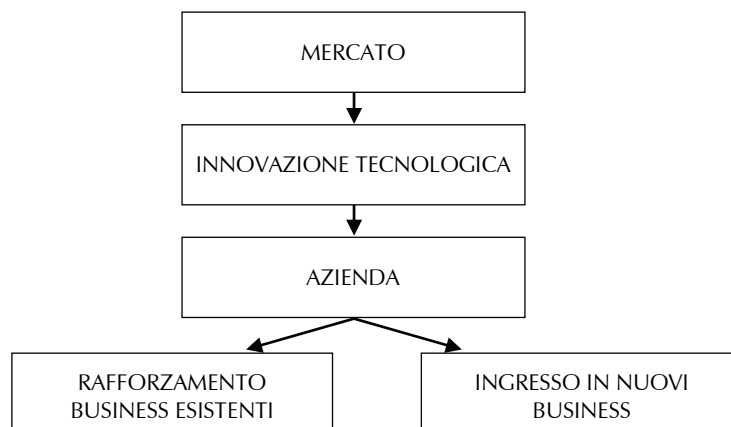 MERCATO
INNOVAZIONE TECNOLOGICA
AZIENDA
RAFFORZAMENTO
BUSINESS ESISTENTI
INGRESSO IN NUOVI
BUSINESS